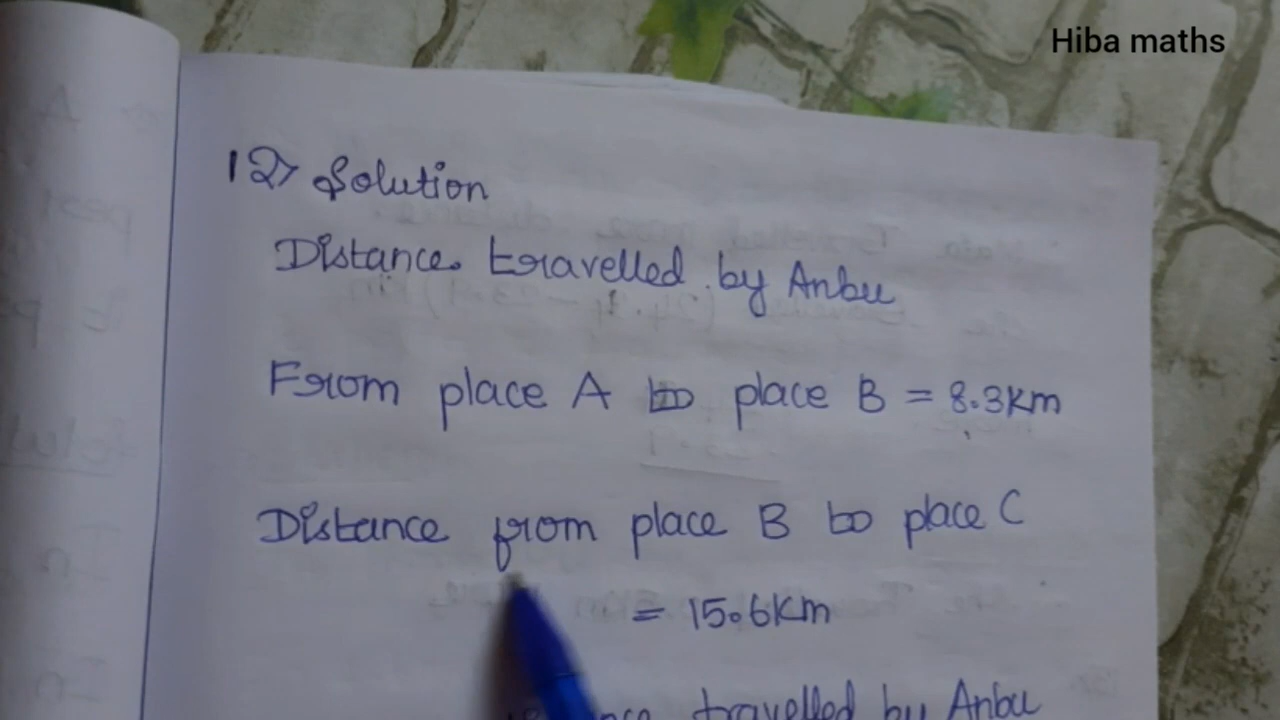 Hiba maths
12) Solution
Distance travelled by Anbu
From place A to place B = 8.3km
Distance from place B to place C
= 15.6km
travelled by Anbu